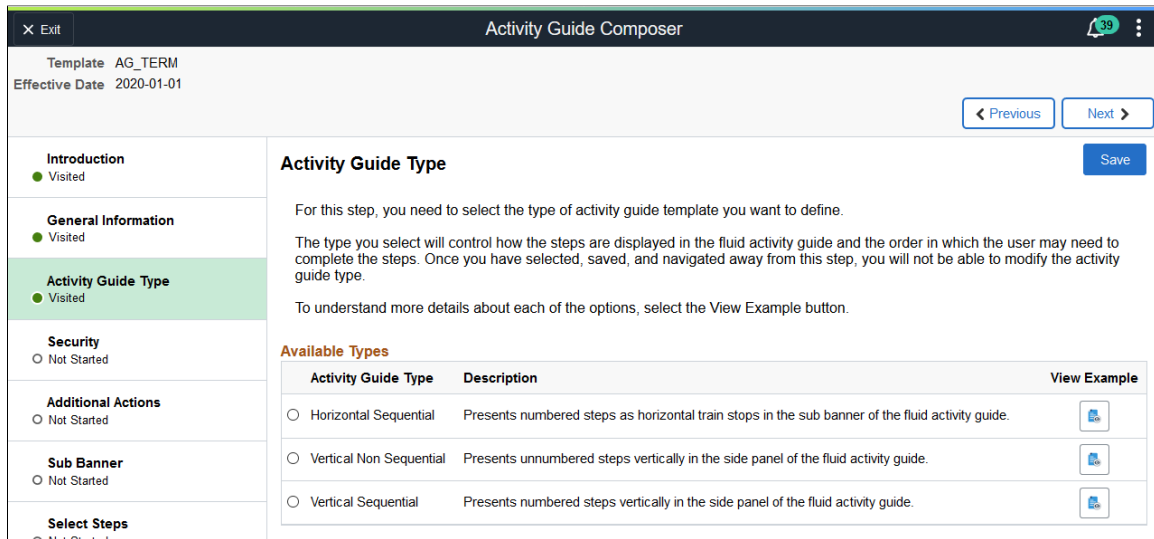 Exit
Activity Guide Composer
39
Template AG_TERM
Effective Date 2020-01-01
Previous
Next
Introduction
Visited
General Information
Visited
Activity Guide Type
Visited
Security
Not Started
Additional Actions
Not Started
Sub Banner
Not Started
Select Steps
Not Started
Activity Guide Type
Save
For this step, you need to select the type of activity guide template you want to define.
The type you select will control how the steps are displayed in the fluid activity guide and the order in which the user may need to
complete the steps. Once you have selected, saved, and navigated away from this step, you will not be able to modify the activity
guide type.
To understand more details about each of the options, select the View Example button.
Available Types
Activity Guide Type Description View Example
Horizontal Sequential Presents numbered steps as horizontal train stops in the sub banner of the fluid activity guide.
Vertical Non Sequential Presents unnumbered steps vertically in the side panel of the fluid activity guide.
Vertical Sequential Presents numbered steps vertically in the side panel of the fluid activity guide.